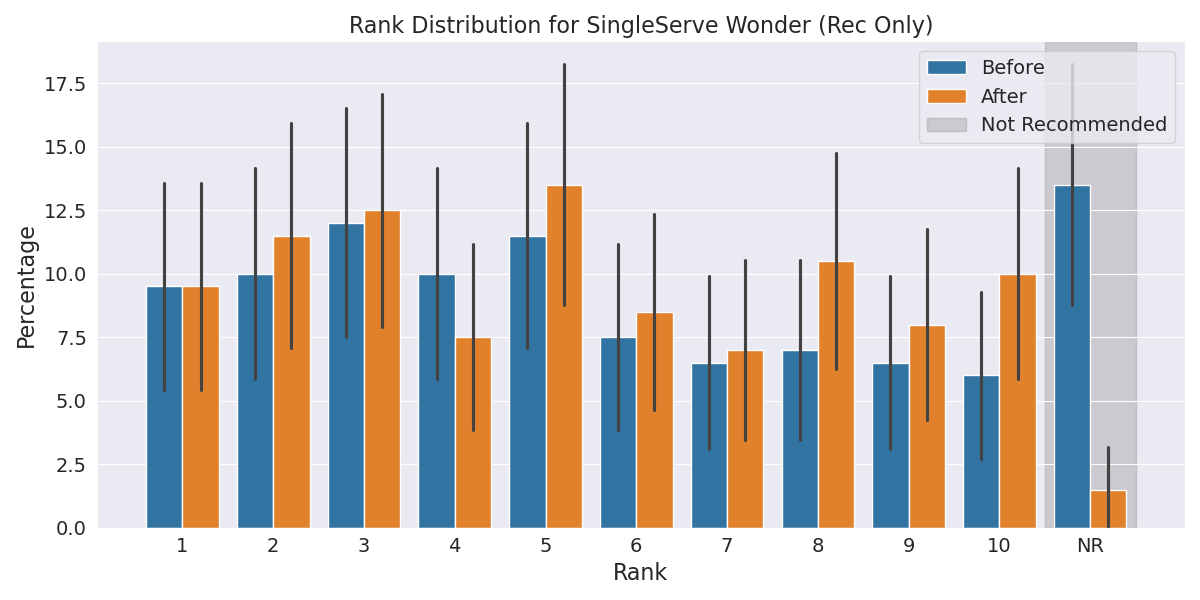 Rank Distribution for SingleServe Wonder (Rec Only)
Before
After
Not Recommended
Percentage
17.5
15.0
12.5
10.0
7.5
5.0
2.5
0.0
1 2 3 4 5 6 7 8 9 10 NR
Rank